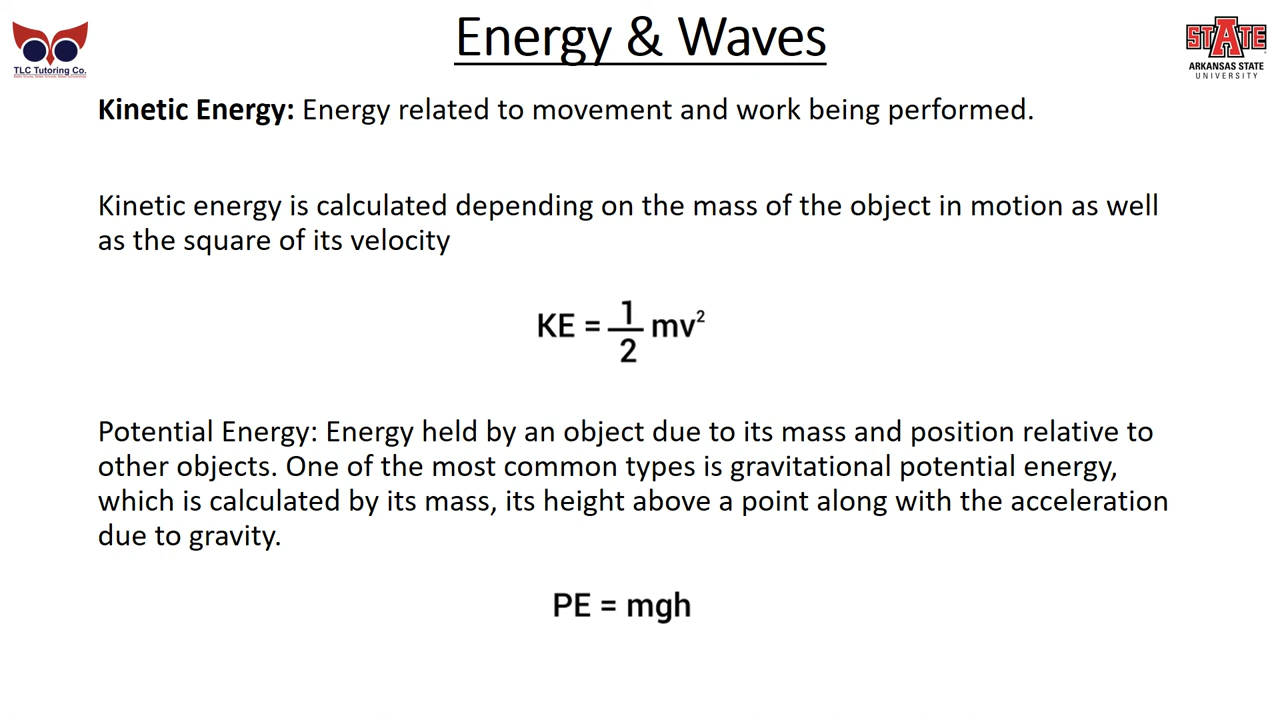 Energy & Waves
TLC Tutoring Co.
STATE
ARKANSAS STATE
UNIVERSITY
Kinetic Energy: Energy related to movement and work being performed.
Kinetic energy is calculated depending on the mass of the object in motion as well
as the square of its velocity
KE = 1/2 mv²
Potential Energy: Energy held by an object due to its mass and position relative to
other objects. One of the most common types is gravitational potential energy,
which is calculated by its mass, its height above a point along with the acceleration
due to gravity.
PE = mgh